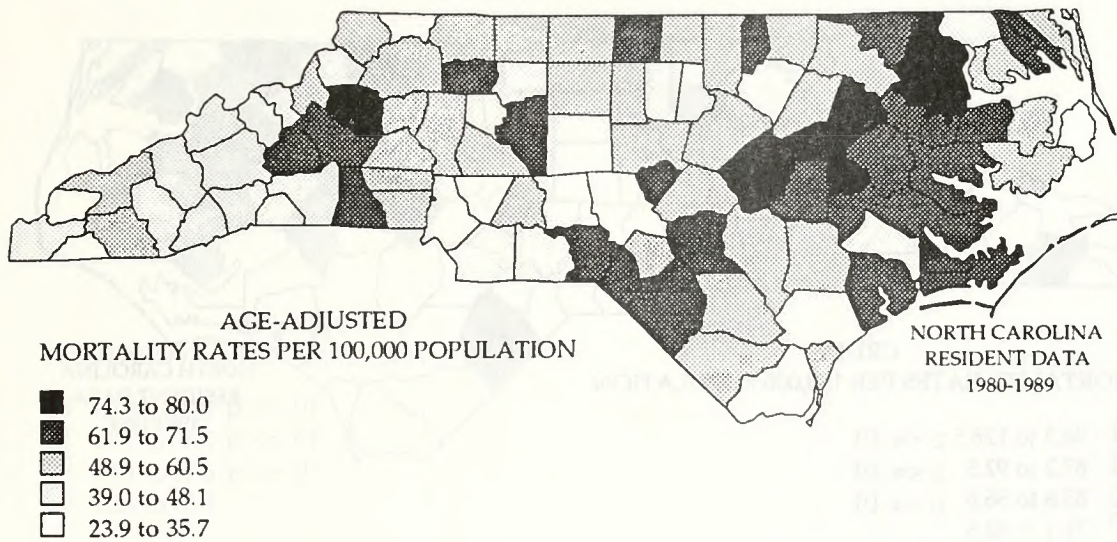 AGE-ADJUSTED
MORTALITY RATES PER 100,000 POPULATION
74.3 to 80.0
61.9 to 71.5
48.9 to 60.5
39.0 to 48.1
23.9 to 35.7
NORTH CAROLINA
RESIDENT DATA
1980-1989